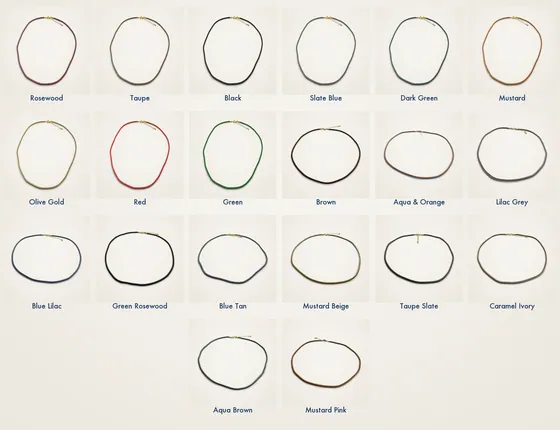 Rosewood
Taupe
Black
Slate Blue
Dark Green
Mustard
Olive Gold
Red
Green
Brown
Aqua & Orange
Lilac Grey
Blue Lilac
Green Rosewood
Blue Tan
Mustard Beige
Taupe Slate
Caramel Ivory
Aqua Brown
Mustard Pink